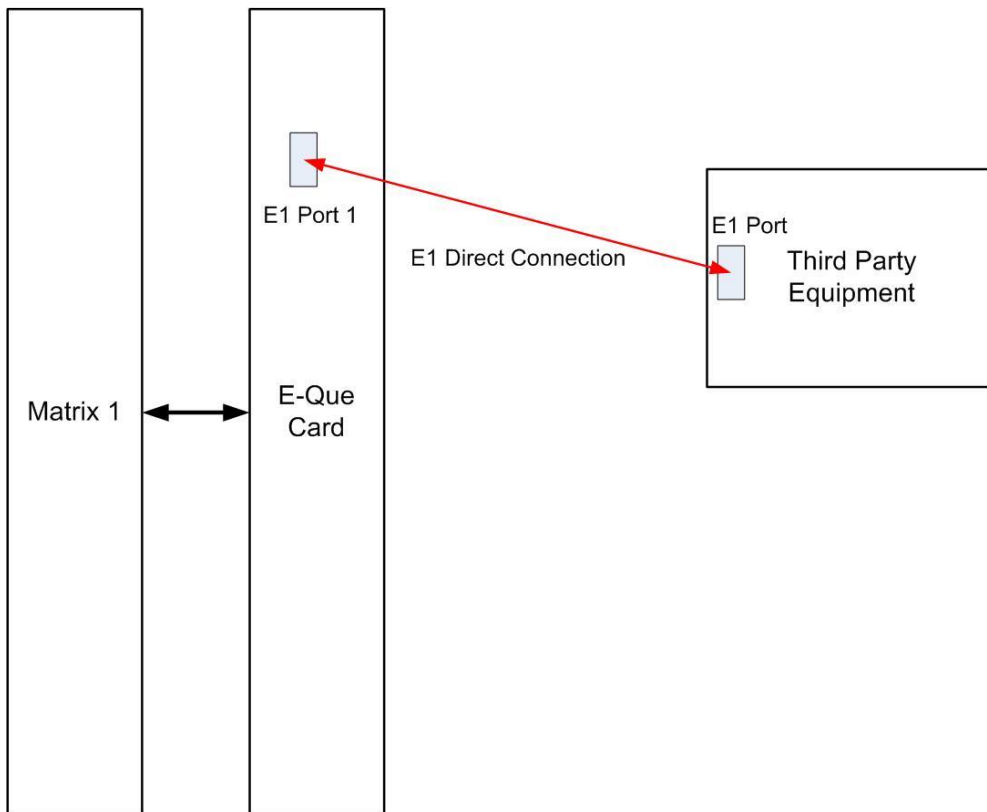 E1 Port 1
E1 Port
E1 Direct Connection
Third Party
Equipment
Matrix 1
E-Que
Card